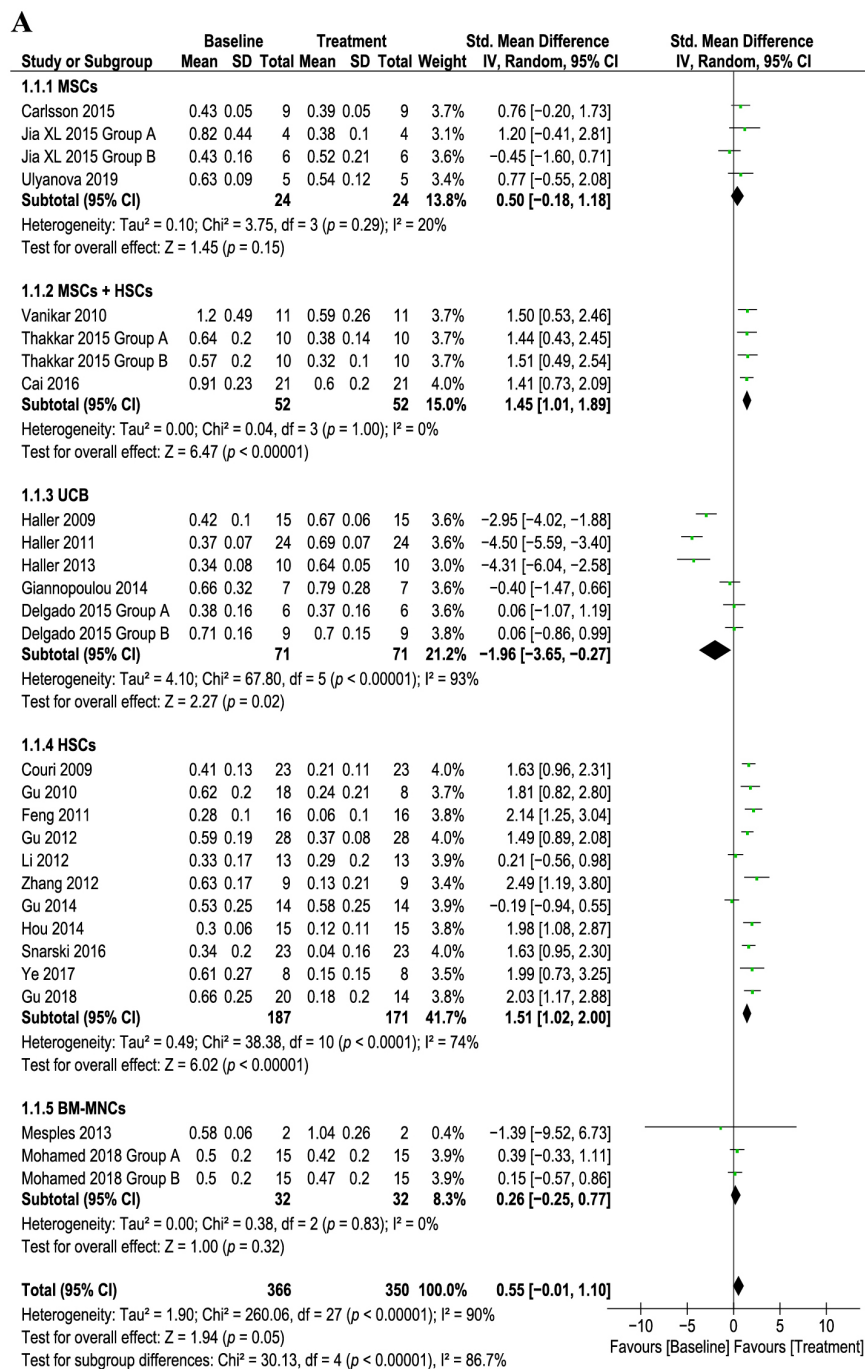 A
Baseline Treatment Std. Mean Difference Std. Mean Difference
Study or Subgroup Mean SD Total Mean SD Total Weight IV, Random, 95% CI IV, Random, 95% CI
1.1.1 MSCs
Carlsson 2015 0.43 0.05 9 0.39 0.05 9 3.7% 0.76 [−0.20, 1.73]
Jia XL 2015 Group A 0.82 0.44 4 0.38 0.1 4 3.1% 1.20 [−0.41, 2.81]
Jia XL 2015 Group B 0.43 0.16 6 0.52 0.21 6 3.6% −0.45 [−1.60, 0.71]
Ulyanova 2019 0.63 0.09 5 0.54 0.12 5 3.4% 0.77 [−0.55, 2.08]
Subtotal (95% CI) 24 24 13.8% 0.50 [−0.18, 1.18]
Heterogeneity: Tau² = 0.10; Chi² = 3.75, df = 3 (p = 0.29); I² = 20%
Test for overall effect: Z = 1.45 (p = 0.15)
1.1.2 MSCs + HSCs
Vanikar 2010 1.2 0.49 11 0.59 0.26 11 3.7% 1.50 [0.53, 2.46]
Thakkar 2015 Group A 0.64 0.2 10 0.38 0.14 10 3.7% 1.44 [0.43, 2.45]
Thakkar 2015 Group B 0.57 0.2 10 0.32 0.1 10 3.7% 1.51 [0.49, 2.54]
Cai 2016 0.91 0.23 21 0.6 0.2 21 4.0% 1.41 [0.73, 2.09]
Subtotal (95% CI) 52 52 15.0% 1.45 [1.01, 1.89]
Heterogeneity: Tau² = 0.00; Chi² = 0.04, df = 3 (p = 1.00); I² = 0%
Test for overall effect: Z = 6.47 (p < 0.00001)
1.1.3 UCB
Haller 2009 0.42 0.1 15 0.67 0.06 15 3.6% −2.95 [−4.02, −1.88]
Haller 2011 0.37 0.07 24 0.69 0.07 24 3.6% −4.50 [−5.59, −3.40]
Haller 2013 0.34 0.08 10 0.64 0.05 10 3.0% −4.31 [−6.04, −2.58]
Giannopoulou 2014 0.66 0.32 7 0.79 0.28 7 3.6% −0.40 [−1.47, 0.66]
Delgado 2015 Group A 0.38 0.16 6 0.37 0.16 6 3.6% 0.06 [−1.07, 1.19]
Delgado 2015 Group B 0.71 0.16 9 0.7 0.15 9 3.8% 0.06 [−0.86, 0.99]
Subtotal (95% CI) 71 71 21.2% −1.96 [−3.65, −0.27]
Heterogeneity: Tau² = 4.10; Chi² = 67.80, df = 5 (p < 0.00001); I² = 93%
Test for overall effect: Z = 2.27 (p = 0.02)
1.1.4 HSCs
Couri 2009 0.41 0.13 23 0.21 0.11 23 4.0% 1.63 [0.96, 2.31]
Gu 2010 0.62 0.2 18 0.24 0.21 8 3.7% 1.81 [0.82, 2.80]
Feng 2011 0.28 0.1 16 0.06 0.1 16 3.8% 2.14 [1.25, 3.04]
Gu 2012 0.59 0.19 28 0.37 0.08 28 4.0% 1.49 [0.89, 2.08]
Li 2012 0.33 0.17 13 0.29 0.2 13 3.9% 0.21 [−0.56, 0.98]
Zhang 2012 0.63 0.17 9 0.13 0.21 9 3.4% 2.49 [1.19, 3.80]
Gu 2014 0.53 0.25 14 0.58 0.25 14 3.9% −0.19 [−0.94, 0.55]
Hou 2014 0.3 0.06 15 0.12 0.11 15 3.8% 1.98 [1.08, 2.87]
Snarski 2016 0.34 0.2 23 0.04 0.16 23 4.0% 1.63 [0.95, 2.30]
Ye 2017 0.61 0.27 8 0.15 0.15 8 3.5% 1.99 [0.73, 3.25]
Gu 2018 0.66 0.25 20 0.18 0.2 14 3.8% 2.03 [1.17, 2.88]
Subtotal (95% CI) 187 171 41.7% 1.51 [1.02, 2.00]
Heterogeneity: Tau² = 0.49; Chi² = 38.38, df = 10 (p < 0.0001); I² = 74%
Test for overall effect: Z = 6.02 (p < 0.00001)
1.1.5 BM-MNCs
Mesples 2013 0.58 0.06 2 1.04 0.26 2 0.4% −1.39 [−9.52, 6.73]
Mohamed 2018 Group A 0.5 0.2 15 0.42 0.2 15 3.9% 0.39 [−0.33, 1.11]
Mohamed 2018 Group B 0.5 0.2 15 0.47 0.2 15 3.9% 0.15 [−0.57, 0.86]
Subtotal (95% CI) 32 32 8.3% 0.26 [−0.25, 0.77]
Heterogeneity: Tau² = 0.00; Chi² = 0.38, df = 2 (p = 0.83); I² = 0%
Test for overall effect: Z = 1.00 (p = 0.32)
Total (95% CI) 366 350 100.0% 0.55 [−0.01, 1.10]
Heterogeneity: Tau² = 1.90; Chi² = 260.06, df = 27 (p < 0.00001); I² = 90%
Test for overall effect: Z = 1.94 (p = 0.05)
Test for subgroup differences: Chi² = 30.13, df = 4 (p < 0.00001), I² = 86.7%
−10 −5 0 5 10
Favours [Baseline] Favours [Treatment]